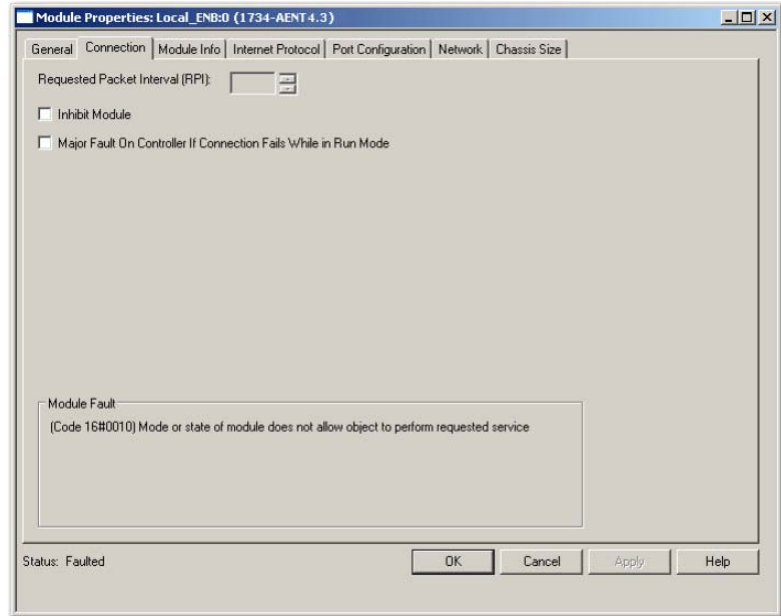 Module Properties: Local_ENB:0 (1734-AENT 4.3)
General Connection Module Info Internet Protocol Port Configuration Network Chassis Size
Requested Packet Interval (RPI):
Inhibit Module
Major Fault On Controller If Connection Fails While in Run Mode
Module Fault
(Code 16#0010) Mode or state of module does not allow object to perform requested service
Status: Faulted OK Cancel Apply Help